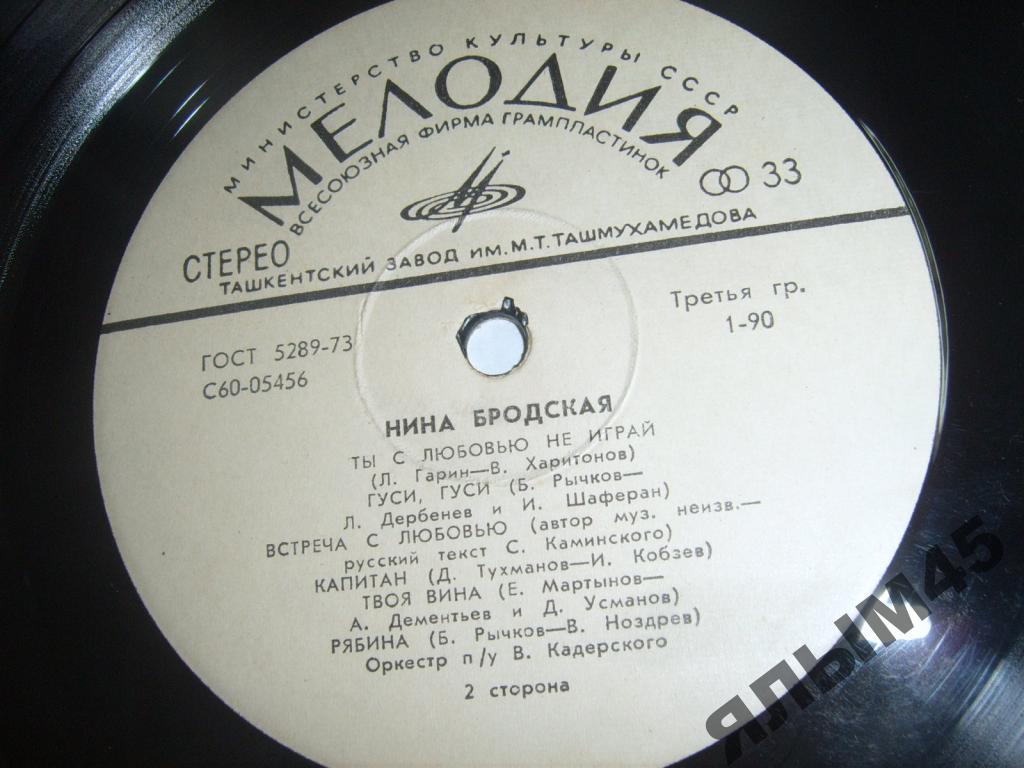 МИНИСТЕРСТВО КУЛЬТУРЫ СССР
МЕЛОДИЯ
ВСЕСОЮЗНАЯ ФИРМА ГРАМПЛАСТИНОК
СТЕРЕО
33
ТАШКЕНТСКИЙ ЗАВОД ИМ. М.Т. ТАШМУХАМЕДОВА
ГОСТ 5289-73
Третья гр.
С60-05456
1-90
НИНА БРОДСКАЯ
ТЫ С ЛЮБОВЬЮ НЕ ИГРАЙ
(Л. Гарин—В. Харитонов)
ГУСИ, ГУСИ (Б. Рычков—
Л. Дербенев и И. Шаферан)
ВСТРЕЧА С ЛЮБОВЬЮ (автор муз. неизв.—
русский текст С. Каминского)
КАПИТАН (Д. Тухманов—И. Кобзев)
ТВОЯ ВИНА (Е. Мартынов—
А. Дементьев и Д. Усманов)
РЯБИНА (Б. Рычков—В. Ноздрев)
Оркестр п/у В. Кадерского
2 сторона
ЯЛЫМ45